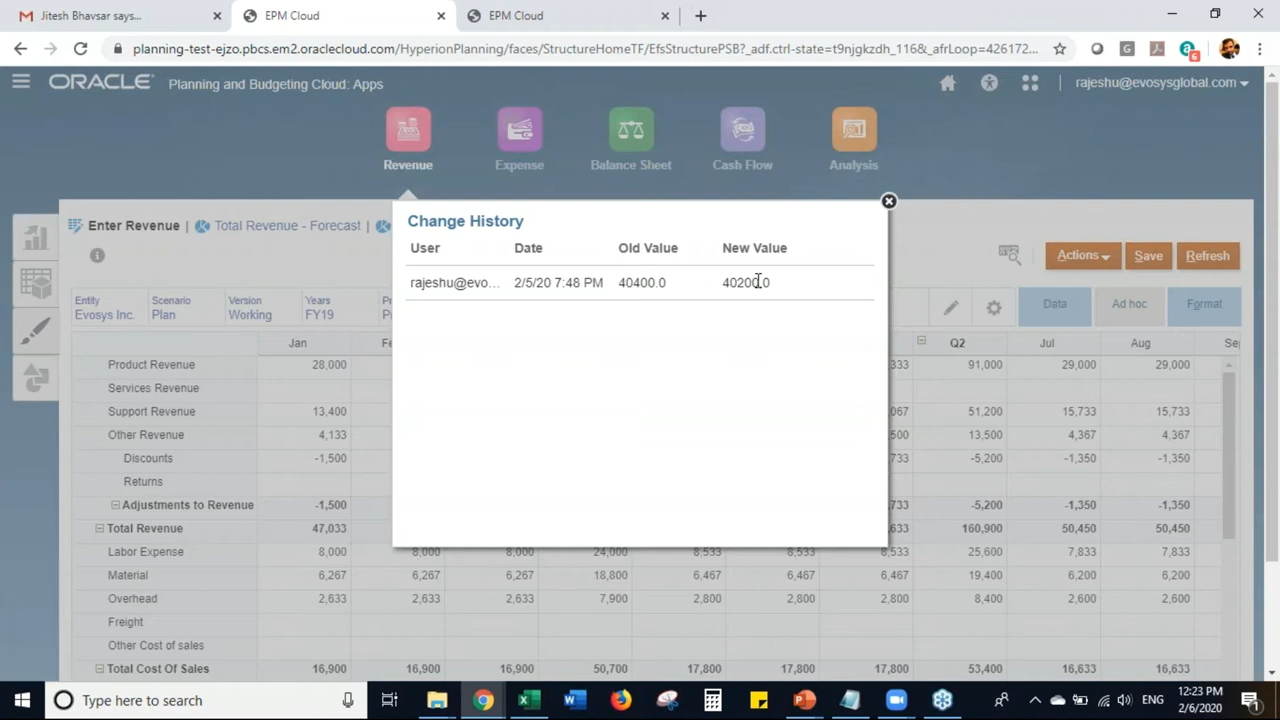 Jitesh Bhavsar says...
EPM Cloud
EPM Cloud
planning-test-ejzo.pbcs.em2.oraclecloud.com/HyperionPlanning/faces/StructureHomeTF/EfsStructurePSB?_adf.ctrl-state=t9njgkzdh_116&_afrLoop=426172...
6
ORACLE Planning and Budgeting Cloud: Apps rajeshu@evosysglobal.com
Revenue Expense Balance Sheet Cash Flow Analysis
Enter Revenue | Total Revenue - Forecast |
Actions Save Refresh
Change History
User Date Old Value New Value
rajeshu@evo... 2/5/20 7:48 PM 40400.0 40200.0
Entity Scenario Version Years
Evosys Inc. Plan Working FY19
Data Ad hoc Format
Jan Q2 Jul Aug
Product Revenue 28,000 333 91,000 29,000 29,000
Services Revenue
Support Revenue 13,400 067 51,200 15,733 15,733
Other Revenue 4,133 500 13,500 4,367 4,367
Discounts -1,500 733 -5,200 -1,350 -1,350
Returns
Adjustments to Revenue -1,500 733 -5,200 -1,350 -1,350
Total Revenue 47,033 633 160,900 50,450 50,450
Labor Expense 8,000 8,000 8,000 24,000 8,533 8,533 8,533 25,600 7,833 7,833
Material 6,267 6,267 6,267 18,800 6,467 6,467 6,467 19,400 6,200 6,200
Overhead 2,633 2,633 2,633 7,900 2,800 2,800 2,800 8,400 2,600 2,600
Freight
Other Cost of sales
Total Cost Of Sales 16,900 16,900 16,900 50,700 17,800 17,800 17,800 53,400 16,633 16,633
Type here to search
ENG
12:23 PM
2/6/2020
1